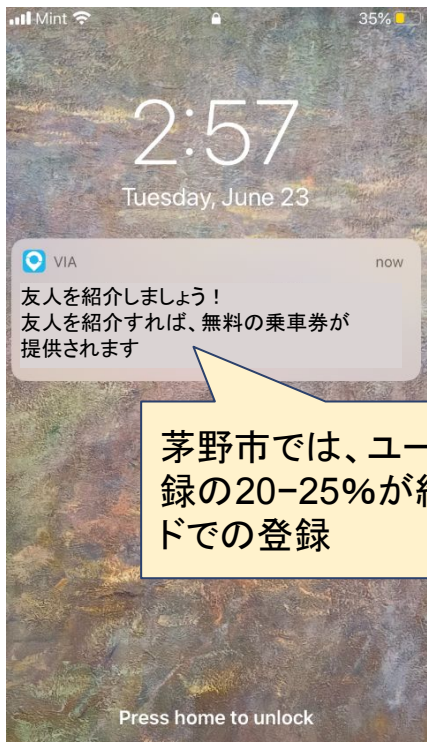 Mint
35%
2:57
Tuesday, June 23
VIA
now
友人を紹介しましょう！
友人を紹介すれば、無料の乗車券が
提供されます
茅野市では、ユー
録の20−25%が
ドでの登録
Press home to unlock